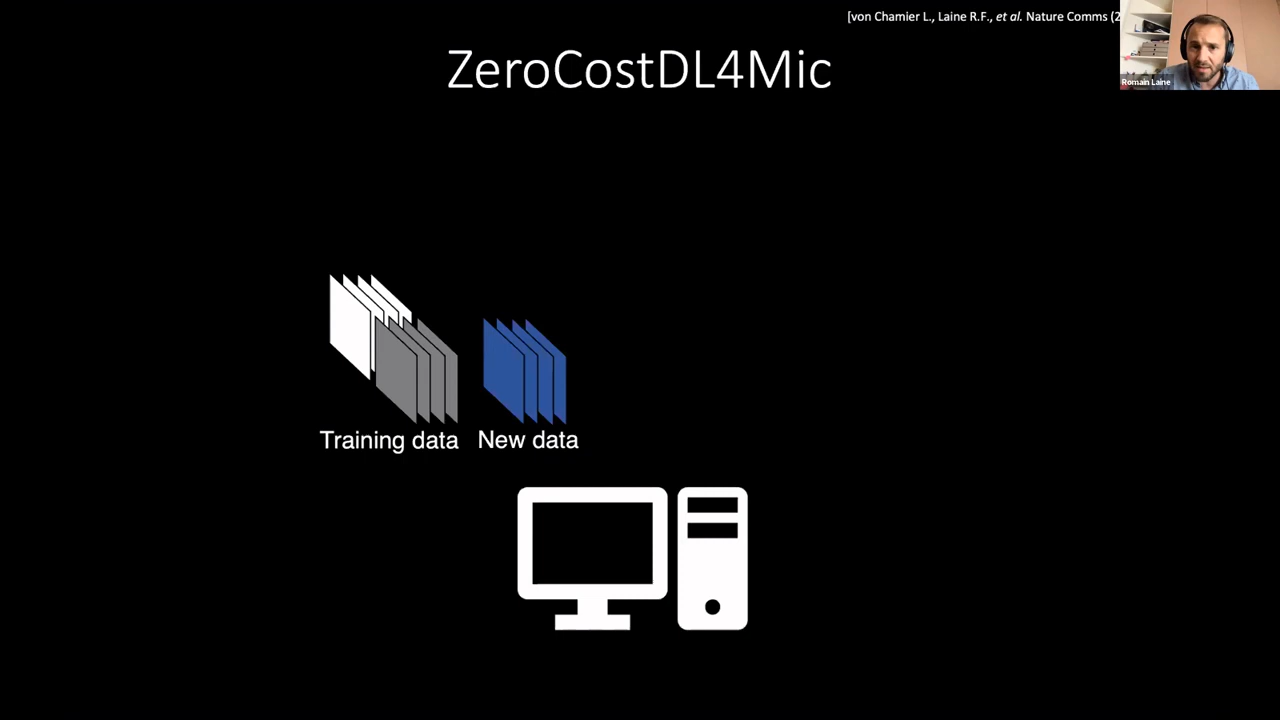 [von Chamier L., Laine R.F., et al. Nature Comms (2
ZeroCostDL4Mic
Romain Laine
Training data
New data